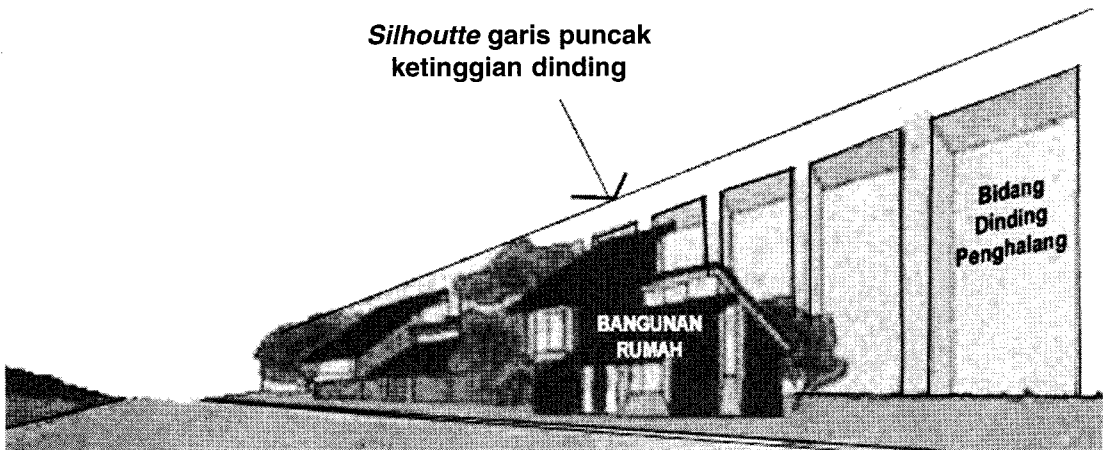 Silhoutte garis puncak
ketinggian dinding
Bidang
Dinding
Penghalang
BANGUNAN
RUMAH